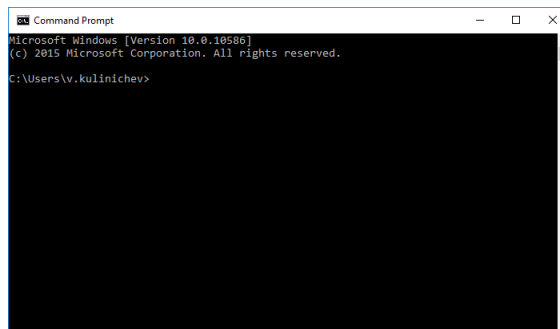 Command Prompt
Microsoft Windows [Version 10.0.10586]
(c) 2015 Microsoft Corporation. All rights reserved.
C:\Users\v.kulinichev>